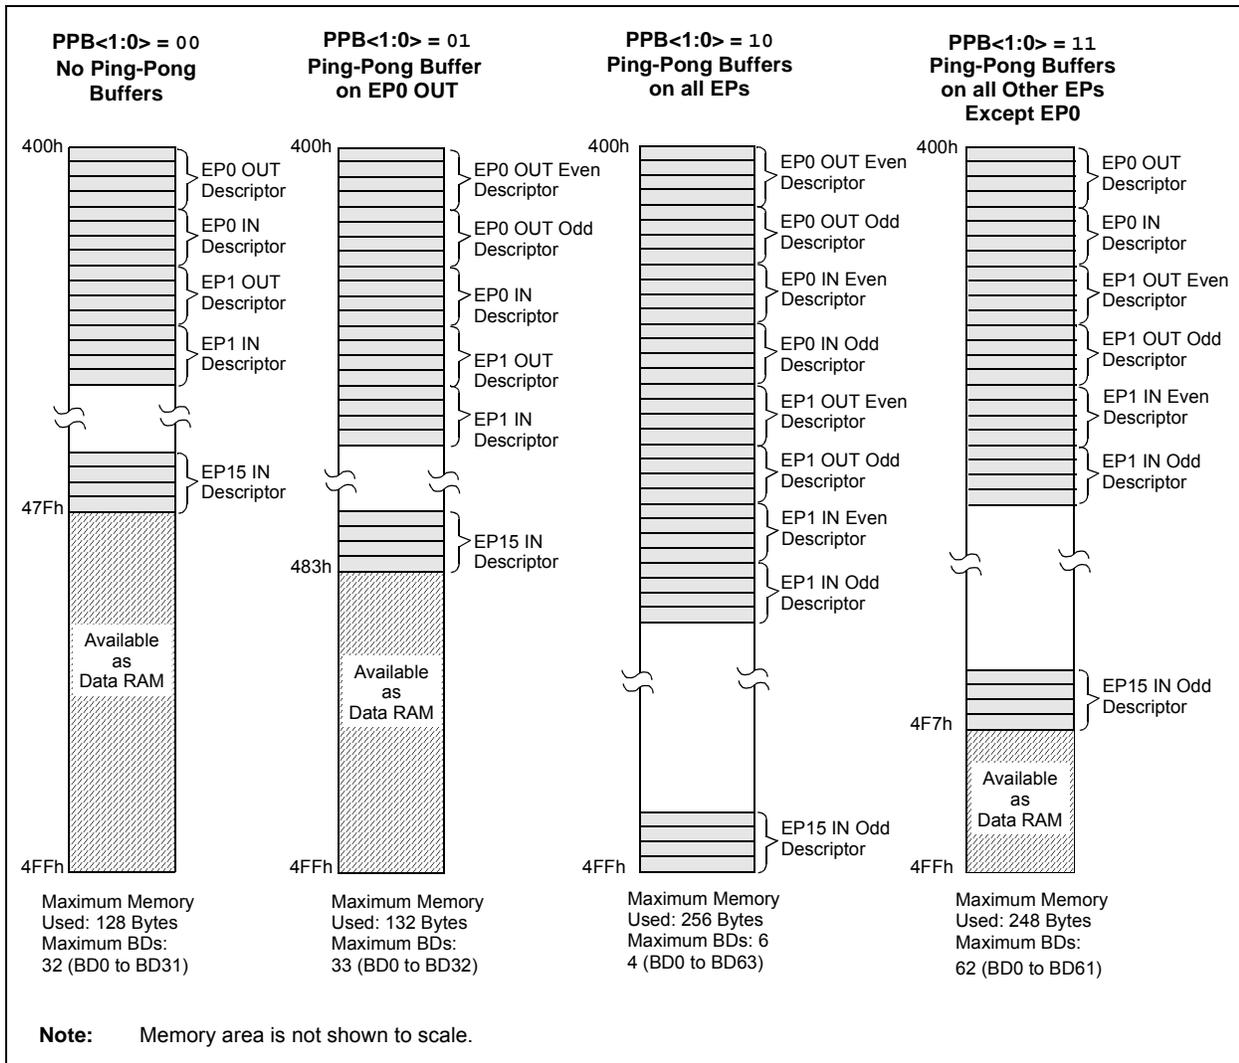 PPB<1:0> = 00
No Ping-Pong
Buffers
400h
EP0 OUT
Descriptor
EP0 IN
Descriptor
EP1 OUT
Descriptor
EP1 IN
Descriptor
EP15 IN
Descriptor
47Fh
Available
as
Data RAM
4FFh
Maximum Memory
Used: 128 Bytes
Maximum BDs:
32 (BD0 to BD31)
PPB<1:0> = 01
Ping-Pong Buffer
on EP0 OUT
400h
EP0 OUT Even
Descriptor
EP0 OUT Odd
Descriptor
EP0 IN
Descriptor
EP1 OUT
Descriptor
EP1 IN
Descriptor
EP15 IN
Descriptor
483h
Available
as
Data RAM
4FFh
Maximum Memory
Used: 132 Bytes
Maximum BDs:
33 (BD0 to BD32)
PPB<1:0> = 10
Ping-Pong Buffers
on all EPs
400h
EP0 OUT Even
Descriptor
EP0 OUT Odd
Descriptor
EP0 IN Even
Descriptor
EP0 IN Odd
Descriptor
EP1 OUT Even
Descriptor
EP1 OUT Odd
Descriptor
EP1 IN Even
Descriptor
EP1 IN Odd
Descriptor
EP15 IN Odd
Descriptor
4FFh
Maximum Memory
Used: 256 Bytes
Maximum BDs: 6
4 (BD0 to BD63)
PPB<1:0> = 11
Ping-Pong Buffers
on all Other EPs
Except EP0
400h
EP0 OUT
Descriptor
EP0 IN
Descriptor
EP1 OUT Even
Descriptor
EP1 OUT Odd
Descriptor
EP1 IN Even
Descriptor
EP1 IN Odd
Descriptor
EP15 IN Odd
Descriptor
4F7h
Available
as
Data RAM
4FFh
Maximum Memory
Used: 248 Bytes
Maximum BDs:
62 (BD0 to BD61)
Note: Memory area is not shown to scale.